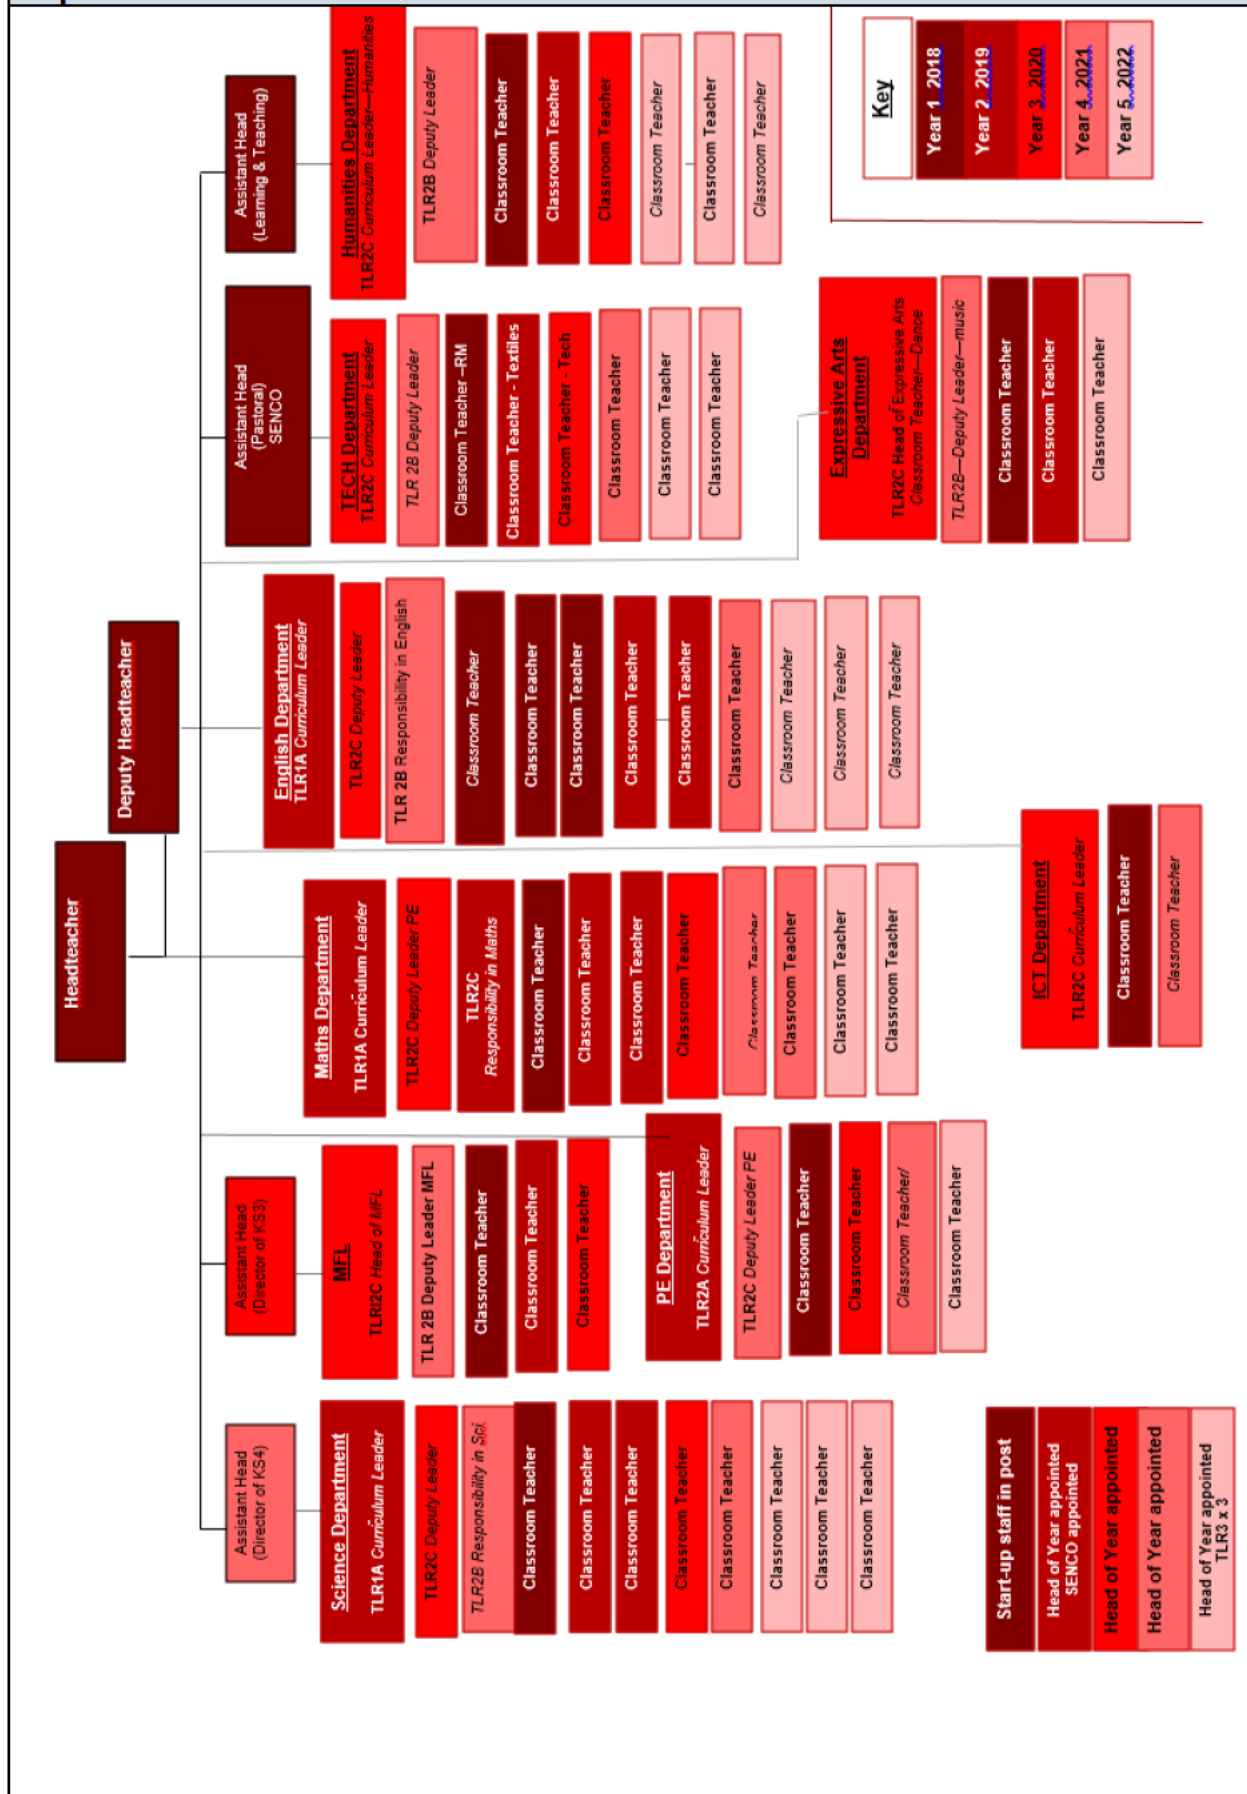 Headteacher
Deputy Headteacher
Assistant Head
(Director of KS4)
Assistant Head
(Director of KS3)
Assistant Head
(Pastoral)
SENCO
Assistant Head
(Learning & Teaching)
Science Department
TLR1A Curriculum Leader
TLR2C Deputy Leader
TLR2B Responsibility in Sci
Classroom Teacher
Classroom Teacher
Classroom Teacher
Classroom Teacher
Classroom Teacher
Classroom Teacher
Classroom Teacher
Classroom Teacher
MFL
TLRI2C Head of MFL
TLR 2B Deputy Leader MFL
Classroom Teacher
Classroom Teacher
Classroom Teacher
PE Department
TLR2A Curriculum Leader
TLR2C Deputy Leader PE
Classroom Teacher
Classroom Teacher
Classroom Teacher/
Classroom Teacher
Maths Department
TLR1A Curriculum Leader
TLR2C Deputy Leader PE
TLR2C
Responsibility in Maths
Classroom Teacher
Classroom Teacher
Classroom Teacher
Classroom Teacher
Classroom Teacher
Classroom Teacher
Classroom Teacher
Classroom Teacher
ICT Department
TLR2C Curriculum Leader
Classroom Teacher
Classroom Teacher
English Department
TLR1A Curriculum Leader
TLR2C Deputy Leader
TLR 2B Responsibility in English
Classroom Teacher
Classroom Teacher
Classroom Teacher
Classroom Teacher
Classroom Teacher
Classroom Teacher
Classroom Teacher
Classroom Teacher
Classroom Teacher
TECH Department
TLR2C Curriculum Leader
TLR 2B Deputy Leader
Classroom Teacher –RM
Classroom Teacher - Textiles
Classroom Teacher - Tech
Classroom Teacher
Classroom Teacher
Classroom Teacher
Expressive Arts
Department
TLR2C Head of Expressive Arts
Classroom Teacher—Dance
TLR2B—Deputy Leader—music
Classroom Teacher
Classroom Teacher
Classroom Teacher
Humanities Department
TLR2C Curriculum Leader—Humanities
TLR2B Deputy Leader
Classroom Teacher
Classroom Teacher
Classroom Teacher
Classroom Teacher
Classroom Teacher
Classroom Teacher
Start-up staff in post
Head of Year appointed
SENCO appointed
Head of Year appointed
Head of Year appointed
Head of Year appointed
TLR3 x 3
Key
Year 1 2018
Year 2 2019
Year 3 2020
Year 4 2021
Year 5 2022